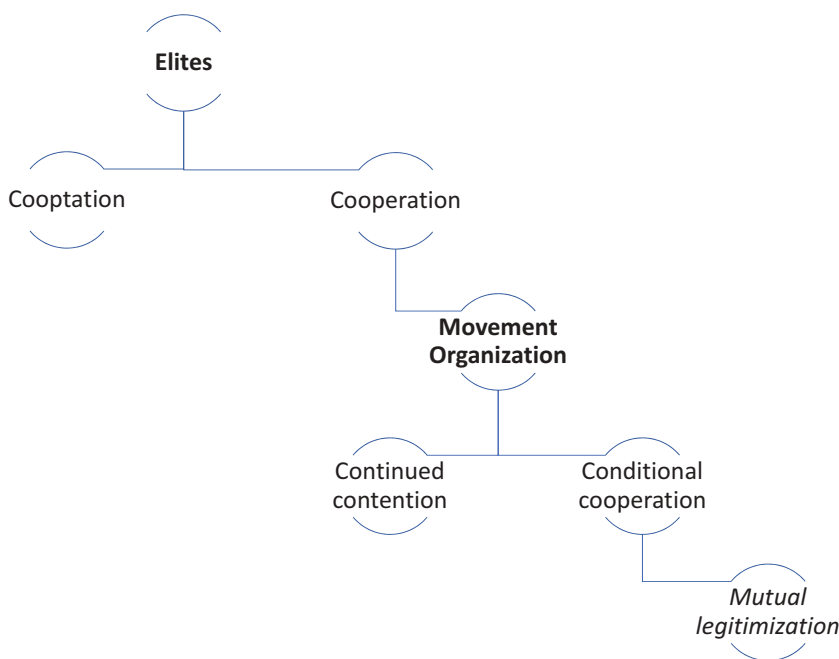 Elites
Cooptation
Cooperation
Movement
Organization
Continued
contention
Conditional
cooperation
Mutual
legitimization